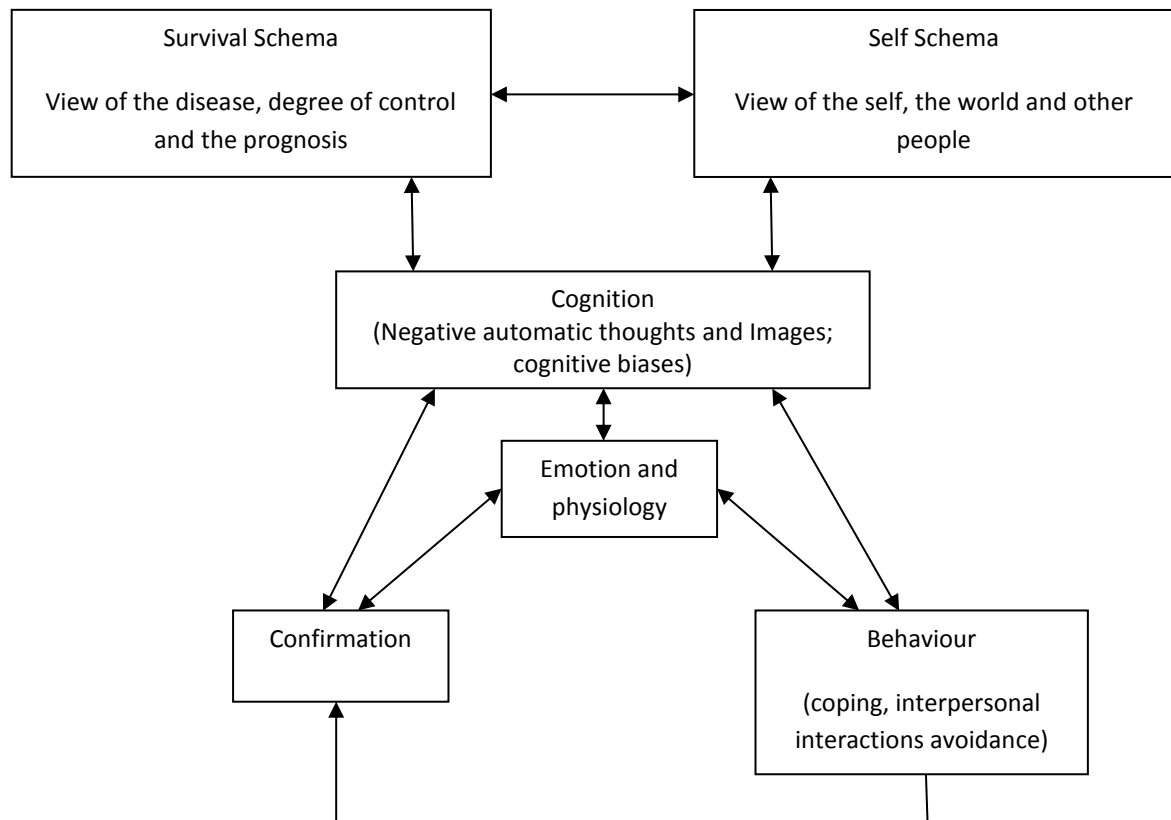 Survival Schema
View of the disease, degree of control
and the prognosis
Self Schema
View of the self, the world and other
people
Cognition
(Negative automatic thoughts and Images;
cognitive biases)
Emotion and
physiology
Confirmation
Behaviour
(coping, interpersonal
interactions avoidance)